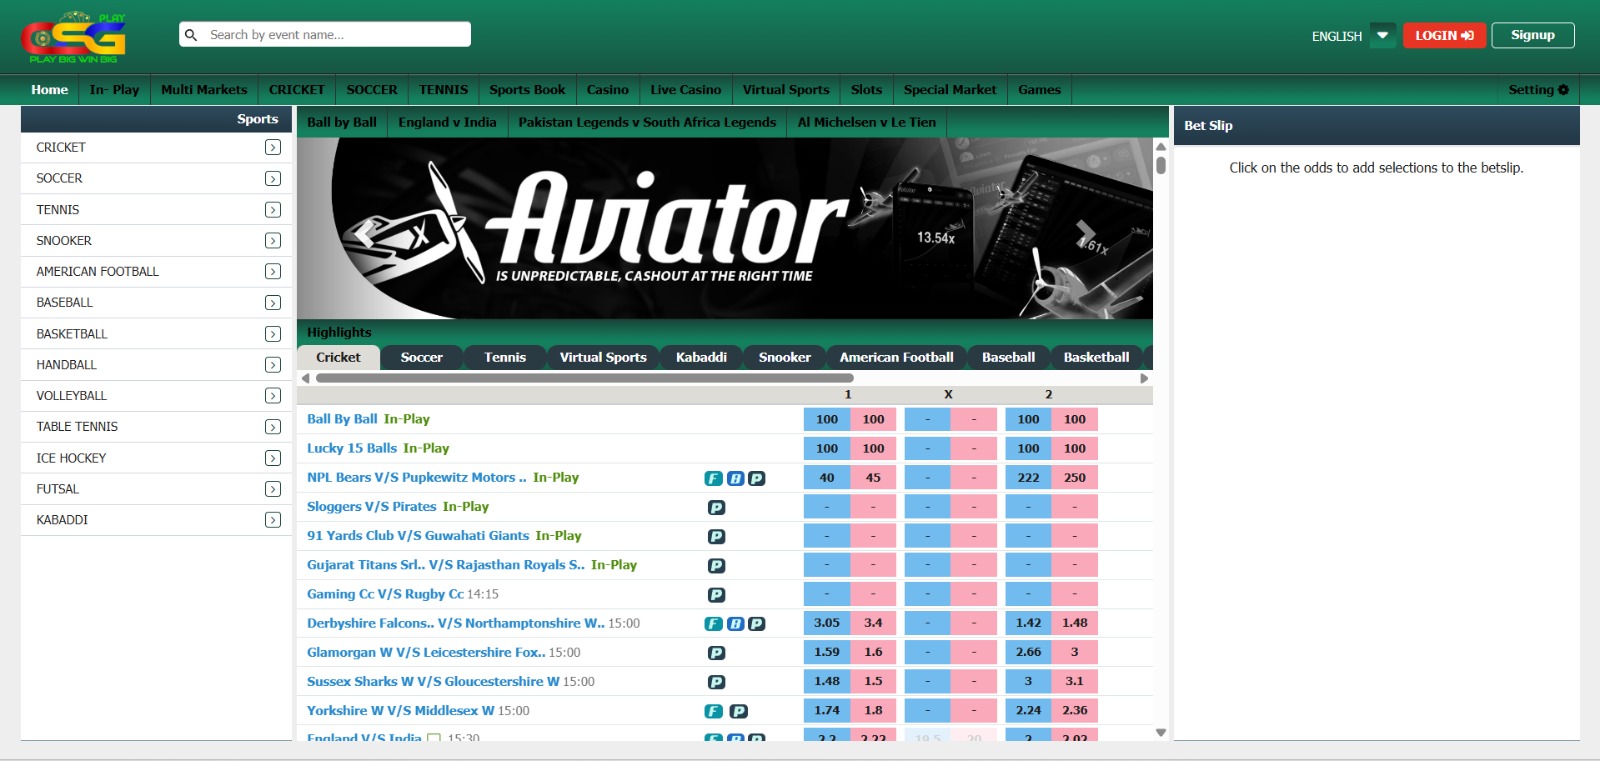 PLAY
CSG
PLAY BIG WIN BIG
Search by event name...
ENGLISH
LOGIN
Signup
Home In- Play Multi Markets CRICKET SOCCER TENNIS Sports Book Casino Live Casino Virtual Sports Slots Special Market Games Setting
Sports
CRICKET
SOCCER
TENNIS
SNOOKER
AMERICAN FOOTBALL
BASEBALL
BASKETBALL
HANDBALL
VOLLEYBALL
TABLE TENNIS
ICE HOCKEY
FUTSAL
KABADDI
Ball by Ball England v India Pakistan Legends v South Africa Legends Al Michelsen v Le Tien
Aviator
IS UNPREDICTABLE, CASHOUT AT THE RIGHT TIME
X
13.54x
Aviator
Highlights
Cricket Soccer Tennis Virtual Sports Kabaddi Snooker American Football Baseball Basketball
1 X 2
Ball By Ball In-Play 100 100 - - 100 100
Lucky 15 Balls In-Play 100 100 - - 100 100
NPL Bears V/S Pupkewitz Motors .. In-Play F B P 40 45 - - 222 250
Sloggers V/S Pirates In-Play P - - - - - -
91 Yards Club V/S Guwahati Giants In-Play P - - - - - -
Gujarat Titans Srl.. V/S Rajasthan Royals S.. In-Play P - - - - - -
Gaming Cc V/S Rugby Cc 14:15 P - - - - - -
Derbyshire Falcons.. V/S Northamptonshire W.. 15:00 F B P 3.05 3.4 - - 1.42 1.48
Glamorgan W V/S Leicestershire Fox.. 15:00 P 1.59 1.6 - - 2.66 3
Sussex Sharks W V/S Gloucestershire W 15:00 P 1.48 1.5 - - 3 3.1
Yorkshire W V/S Middlesex W 15:00 F P 1.74 1.8 - - 2.24 2.36
England V/S India 15:30 F B P 2.2 2.22 19.5 20 2 2.02
Bet Slip
Click on the odds to add selections to the betslip.